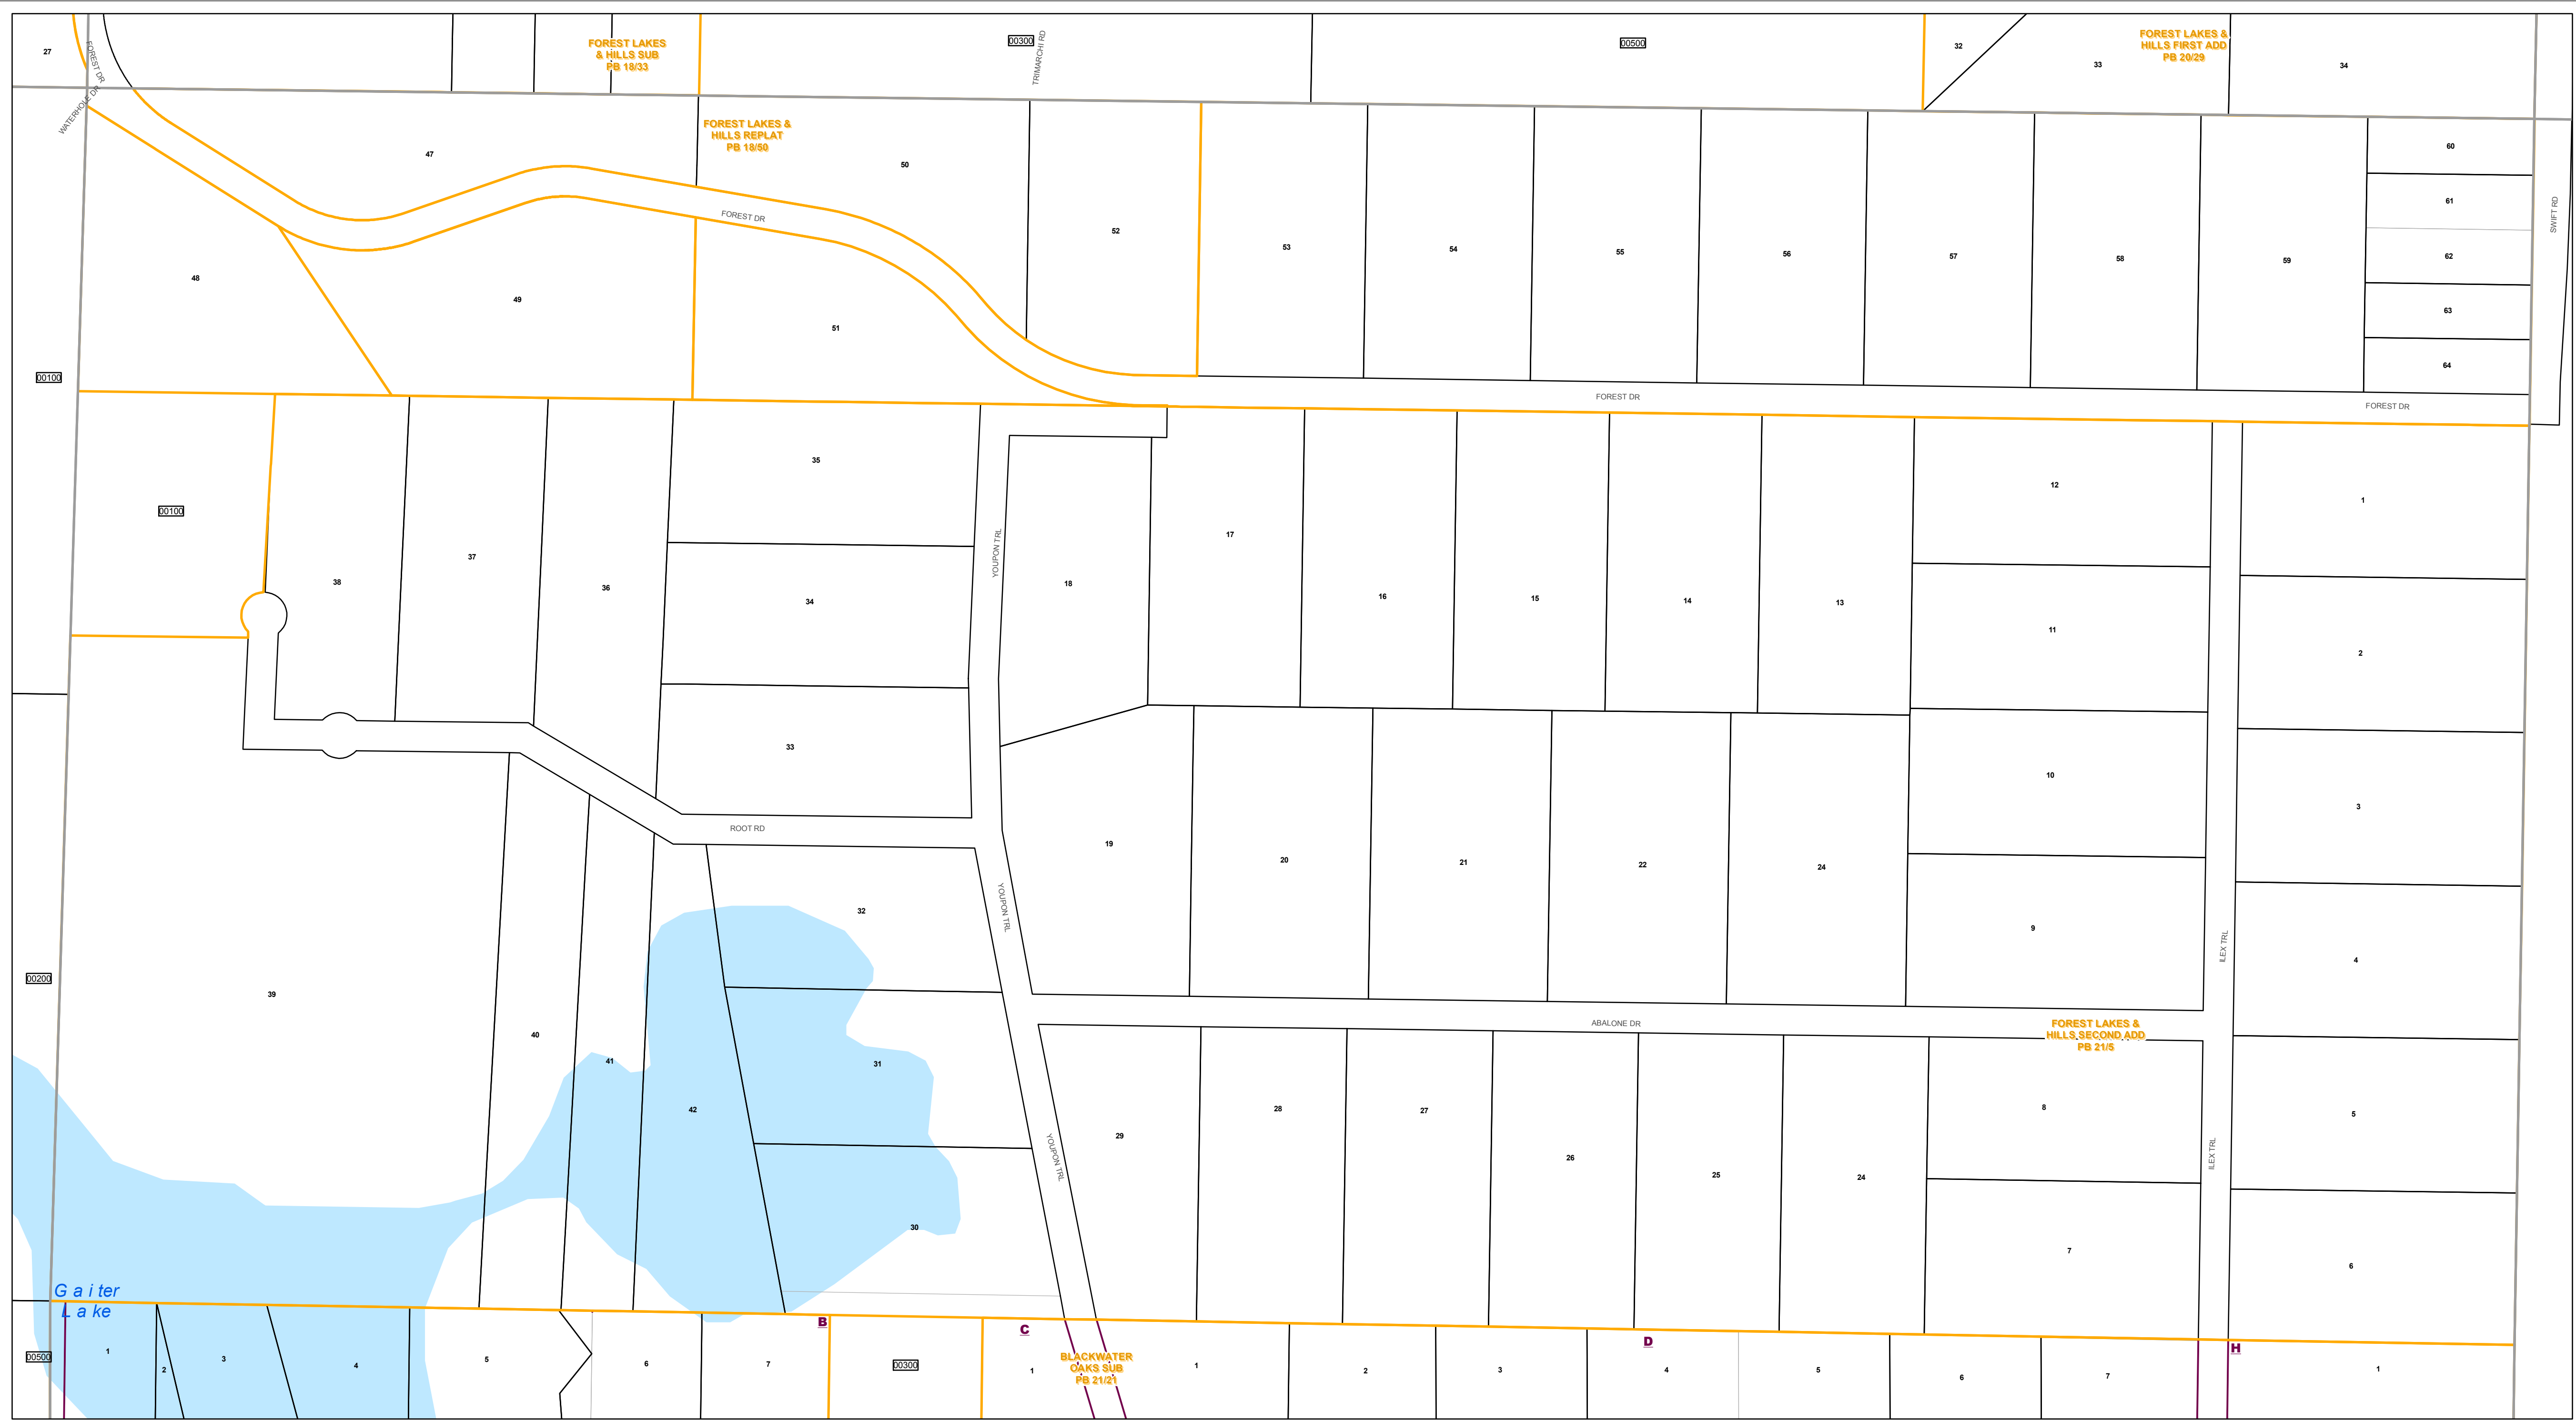 27
FOREST DR
WATERHOLE DR
FOREST LAKES
& HILLS SUB
PB 18/33
00300
TRIMARCHI RD
00500
32
33
FOREST LAKES &
HILLS FIRST ADD
PB 20/29
34
47
FOREST LAKES &
HILLS REPLAT
PB 18/50
50
52
53
54
55
56
57
58
59
60
61
62
63
64
SWIFT RD
48
49
FOREST DR
51
00100
FOREST DR
FOREST DR
00100
38
37
36
35
34
33
YOUPON TRL
18
17
16
15
14
13
12
11
10
9
1
2
3
4
5
6
ROOT RD
19
20
21
22
24
00200
39
40
41
42
32
31
30
YOUPON TRL
YOUPON TRL
ABALONE DR
ILEX TRL
ILEX TRL
FOREST LAKES &
HILLS SECOND ADD
PB 21/5
29
28
27
26
25
24
8
7
Gaiter
Lake
00500
1
2
3
4
5
6
7
B
00300
C
1
BLACKWATER
OAKS SUB
PB 21/21
1
2
3
D
4
5
6
7
H
1